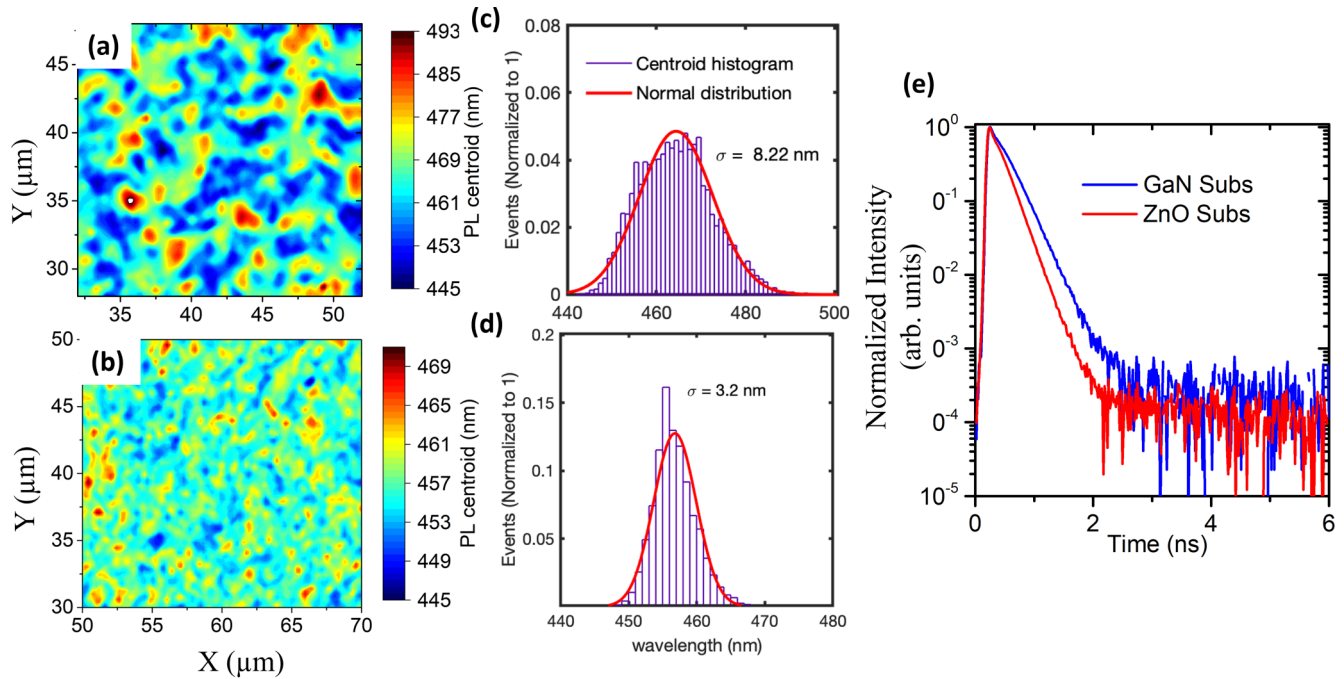 (a)
45
40
35
30
Y (µm)
35
40
45
50
493
485
477
469
461
453
445
PL centroid (nm)
(b)
50
45
40
35
30
Y (µm)
50
55
60
65
70
X (µm)
469
465
461
457
453
449
445
PL centroid (nm)
(c)
0.08
0.06
0.04
0.02
0
Events (Normalized to 1)
Centroid histogram
Normal distribution
σ = 8.22 nm
440
460
480
500
(d)
0.2
0.15
0.1
0.05
Events (Normalized to 1)
σ = 3.2 nm
440
450
460
470
480
wavelength (nm)
(e)
10⁰
10⁻¹
10⁻²
10⁻³
10⁻⁴
10⁻⁵
Normalized Intensity
(arb. units)
GaN Subs
ZnO Subs
0
2
4
6
Time (ns)